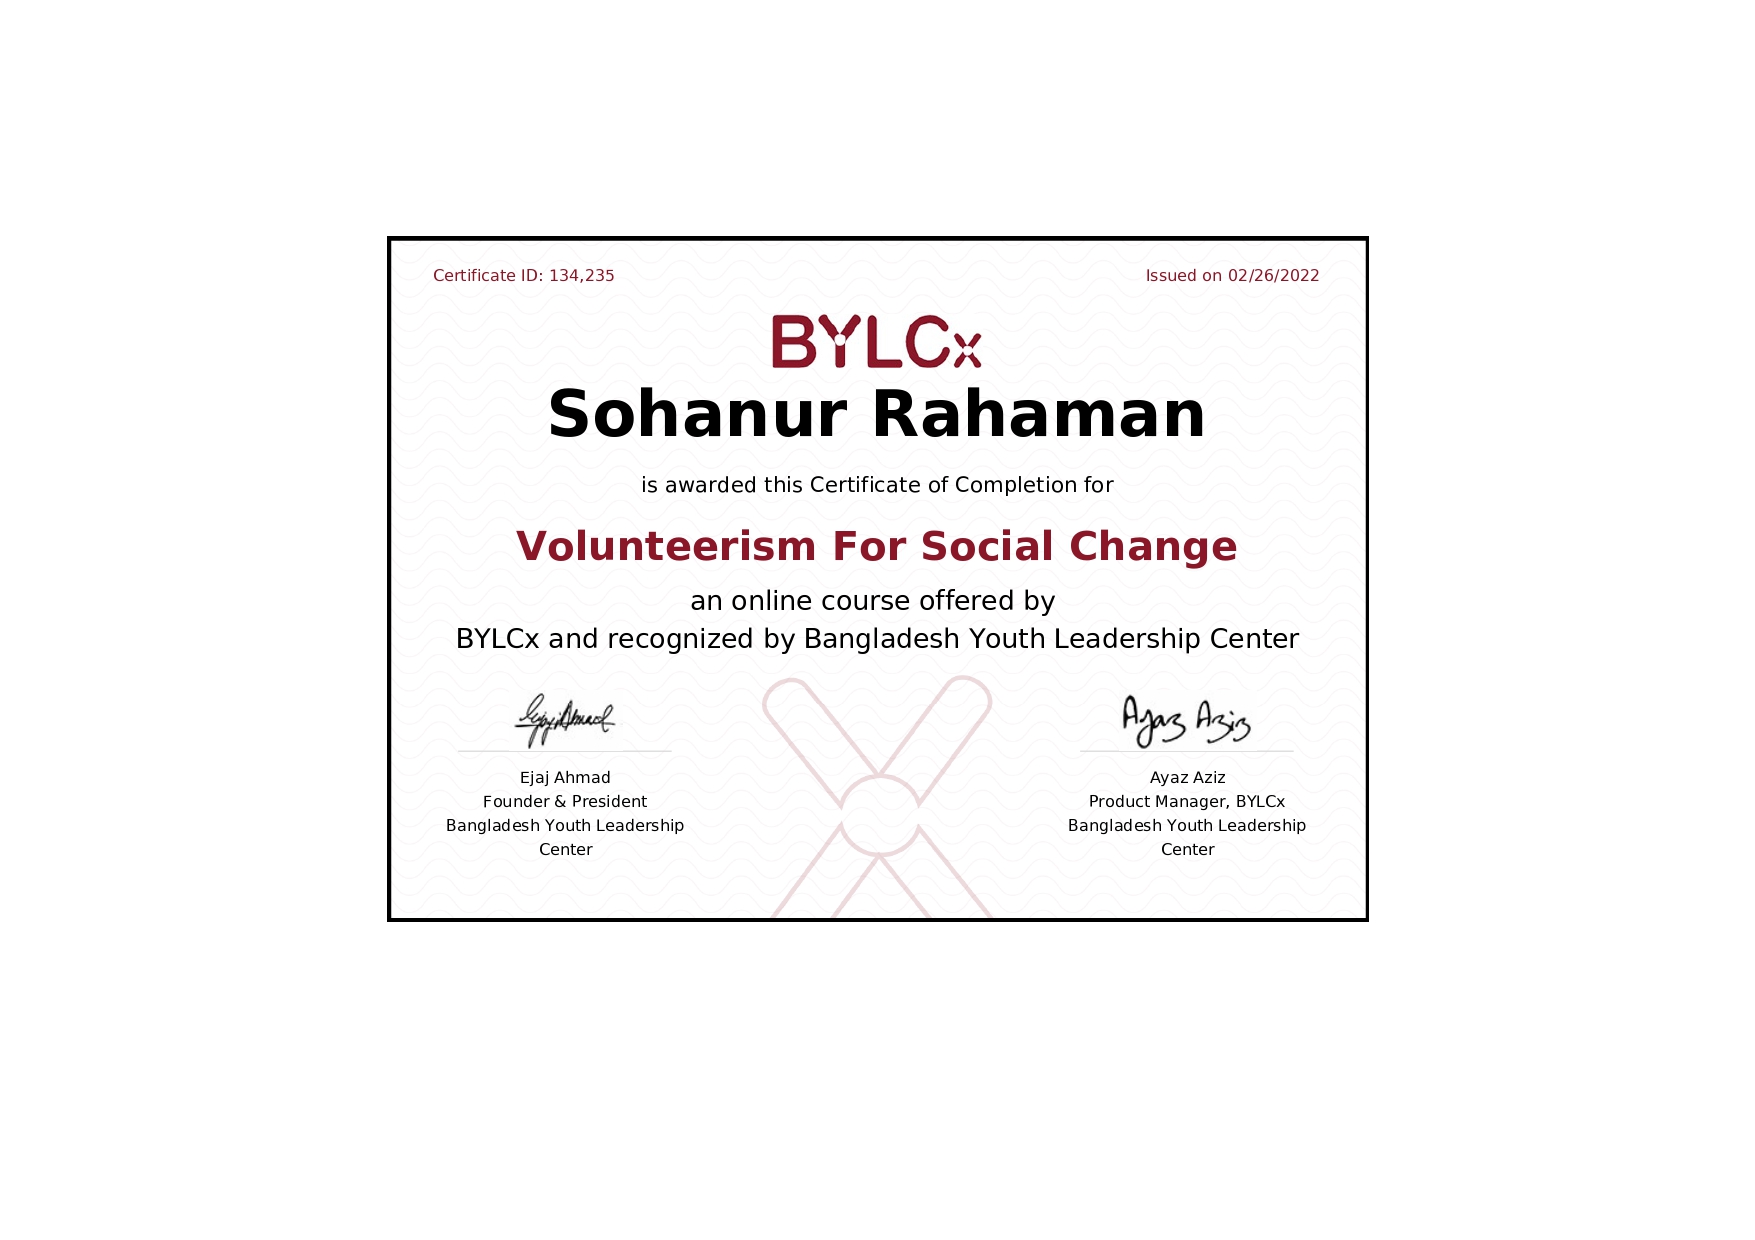 Certificate ID: 134,235
Issued on 02/26/2022
BYLCx
Sohanur Rahaman
is awarded this Certificate of Completion for
Volunteerism For Social Change
an online course offered by
BYLCx and recognized by Bangladesh Youth Leadership Center
Ejaj Ahmad
Ayaz Aziz
Ejaj Ahmad
Founder & President
Bangladesh Youth Leadership
Center
Ayaz Aziz
Product Manager, BYLCx
Bangladesh Youth Leadership
Center